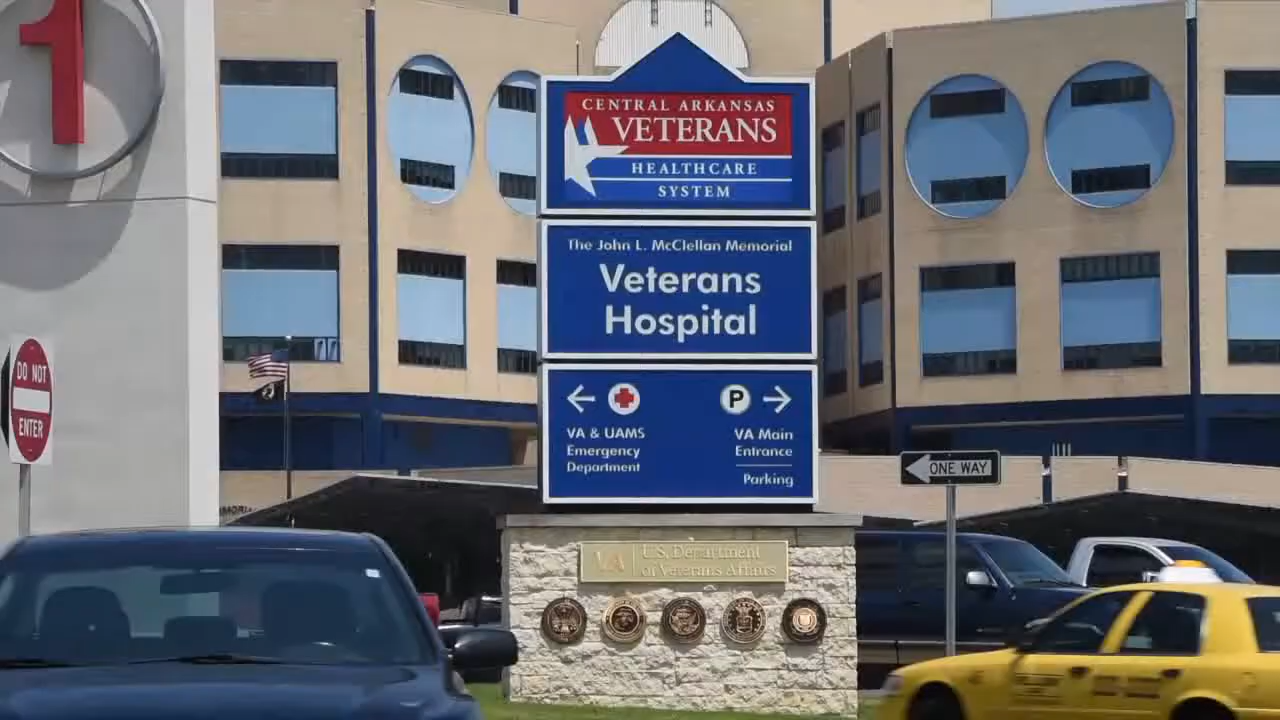 1
CENTRAL ARKANSAS
VETERANS
HEALTHCARE
SYSTEM
The John L. McClellan Memorial
Veterans
Hospital
P
VA & UAMS
Emergency
Department
VA Main
Entrance
Parking
DO NOT
ENTER
ONE WAY
VA
U.S. Department
of Veterans Affairs